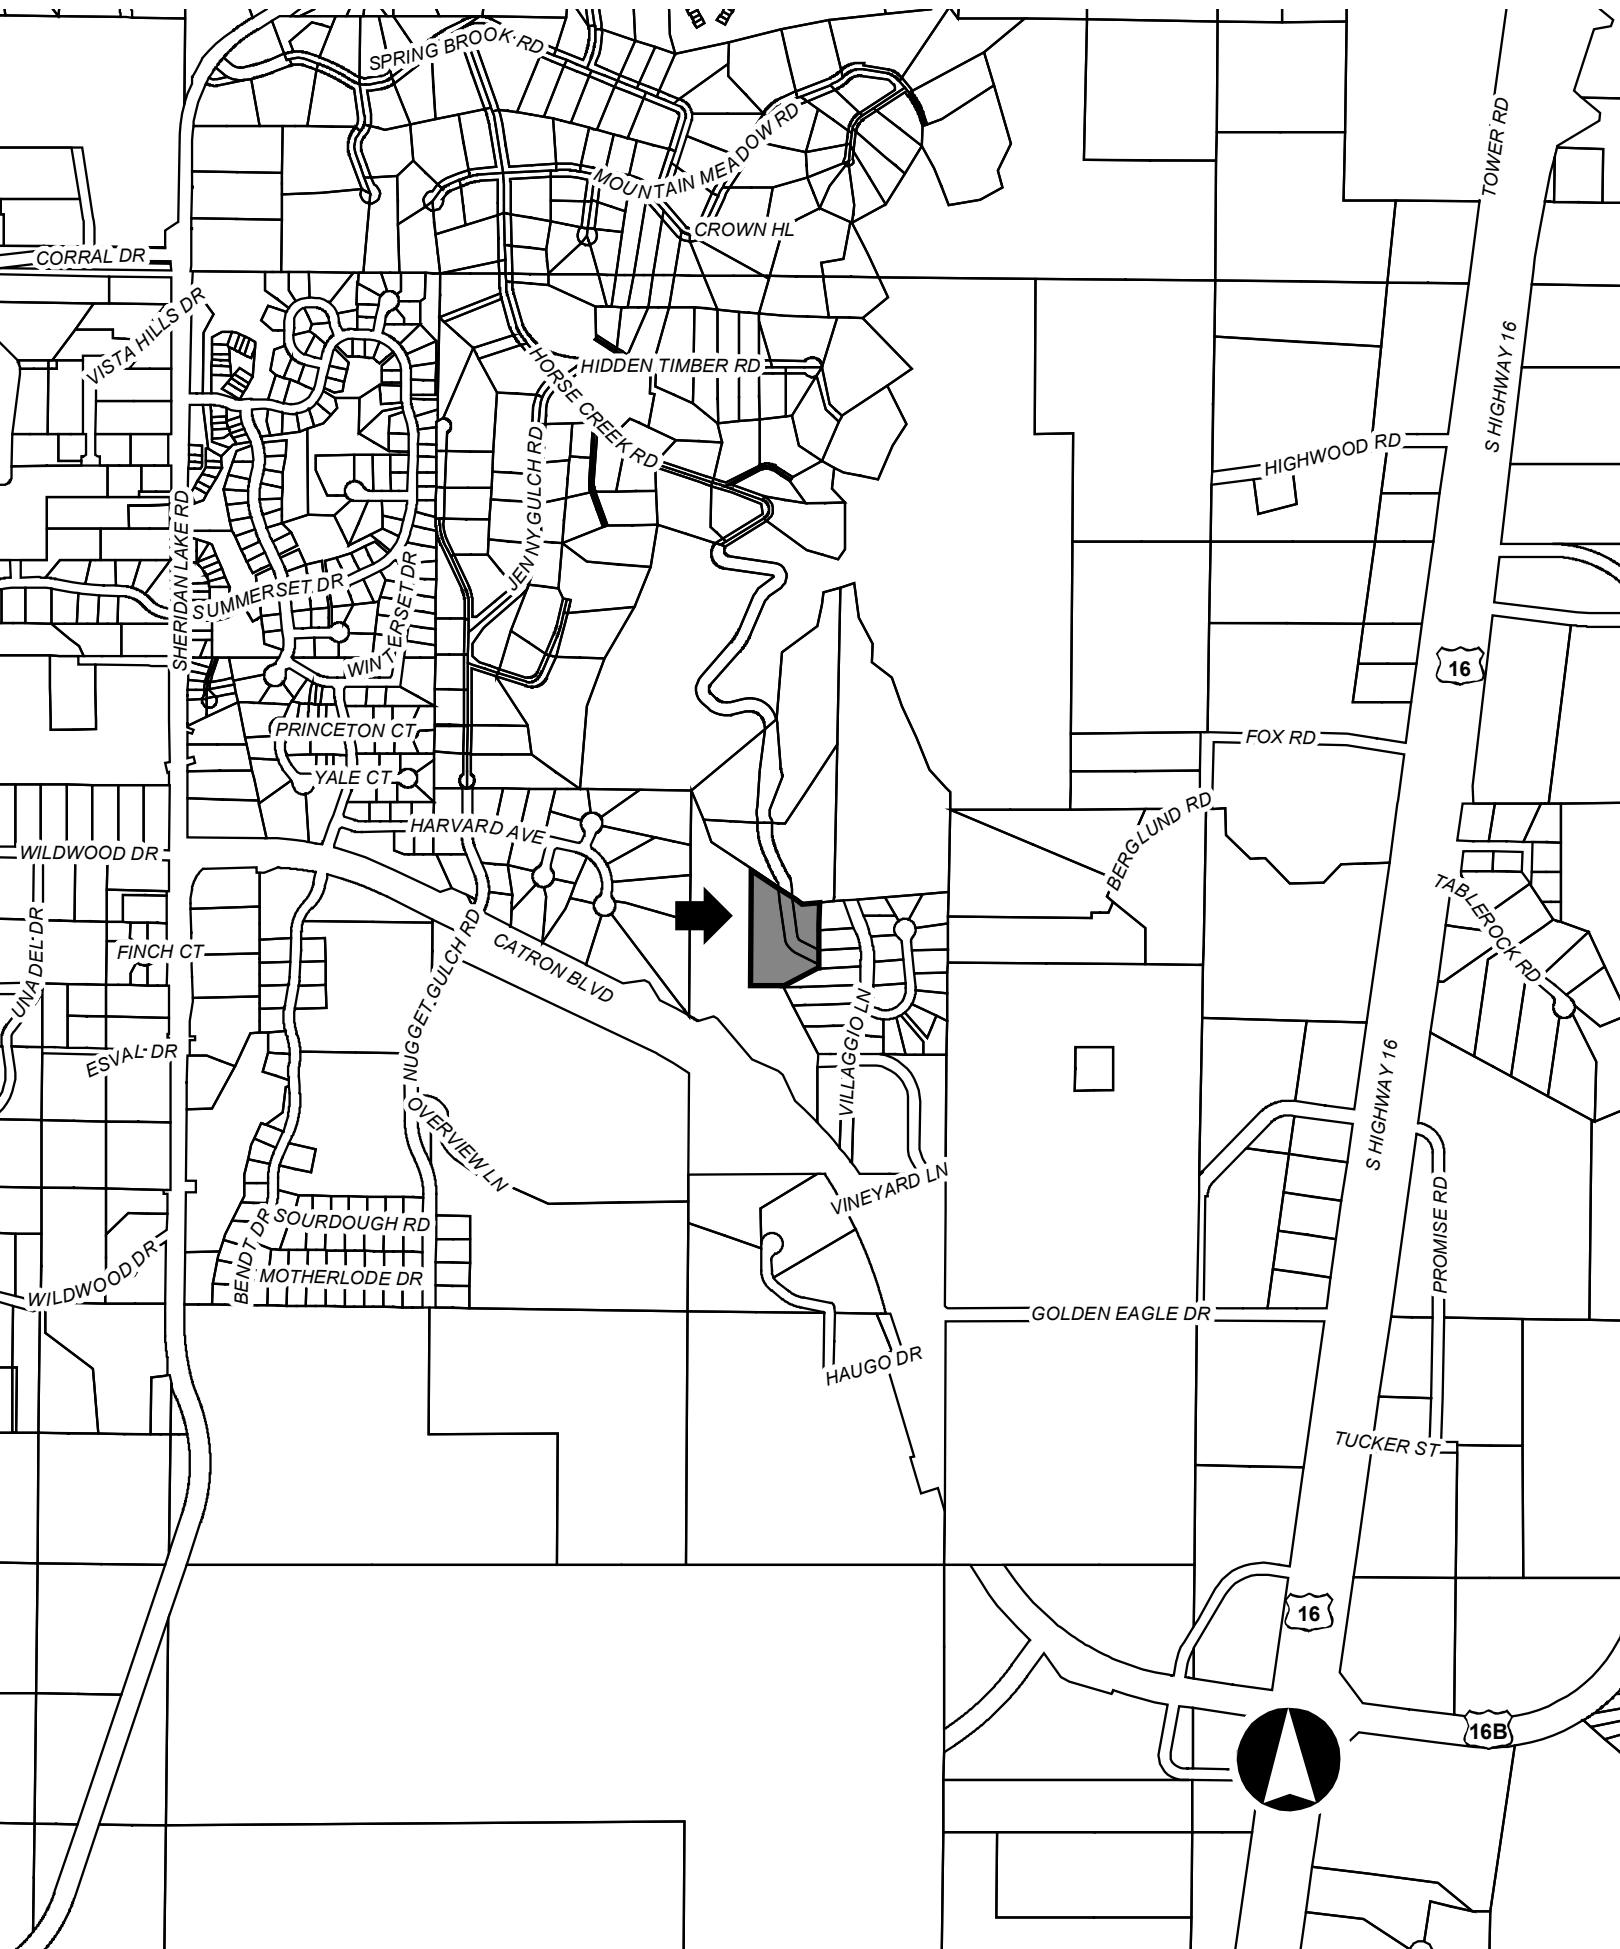 SPRING BROOK RD
TOWER RD
MOUNTAIN MEADOW RD
CROWN HL
CORRAL DR
VISTA HILLS DR
HIDDEN TIMBER RD
HORSE CREEK RD
S HIGHWAY 16
HIGHWOOD RD
JENNY GULCH RD
SHERIDAN LAKE RD
SUMMERSET DR
WINTERSET DR
16
PRINCETON CT
FOX RD
YALE CT
BERGLUND RD
HARVARD AVE
WILDWOOD DR
TABLEROCK RD
UNA DEL DR
FINCH CT
NUGGET GULCH RD
CATRON BLVD
VILLAGGIO LN
ESVAL DR
S HIGHWAY 16
OVERVIEW LN
VINEYARD LN
PROMISE RD
SOURDOUGH RD
BENDT DR
WILDWOOD DR
MOTHERLODE DR
GOLDEN EAGLE DR
HAUGO DR
TUCKER ST
16
16B